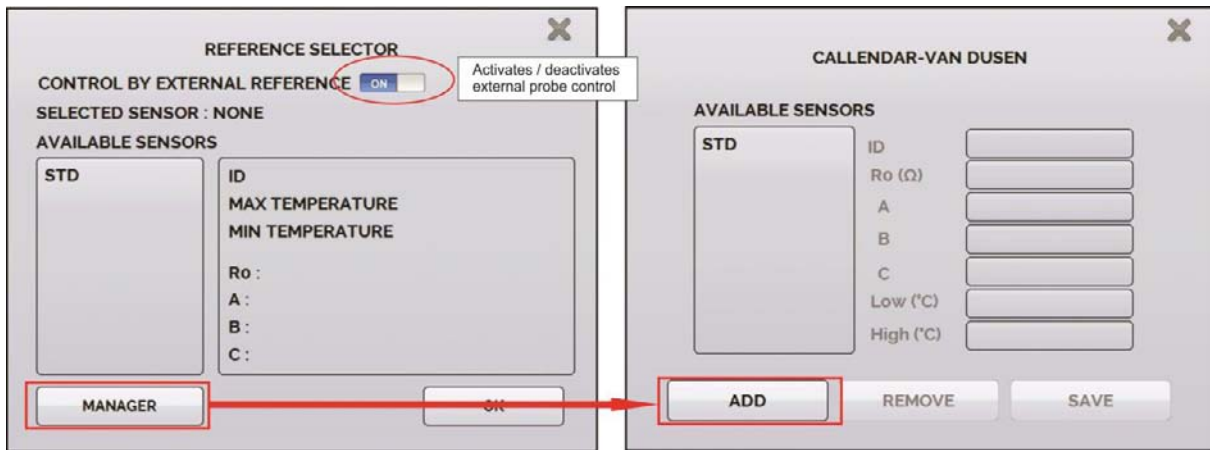 REFERENCE SELECTOR
CONTROL BY EXTERNAL REFERENCE ON
Activates / deactivates
external probe control
SELECTED SENSOR : NONE
AVAILABLE SENSORS
STD
ID
MAX TEMPERATURE
MIN TEMPERATURE
Ro :
A :
B :
C :
MANAGER
OK
CALLENDAR-VAN DUSEN
AVAILABLE SENSORS
STD
ID
Ro (Ω)
A
B
C
Low (°C)
High (°C)
ADD
REMOVE
SAVE